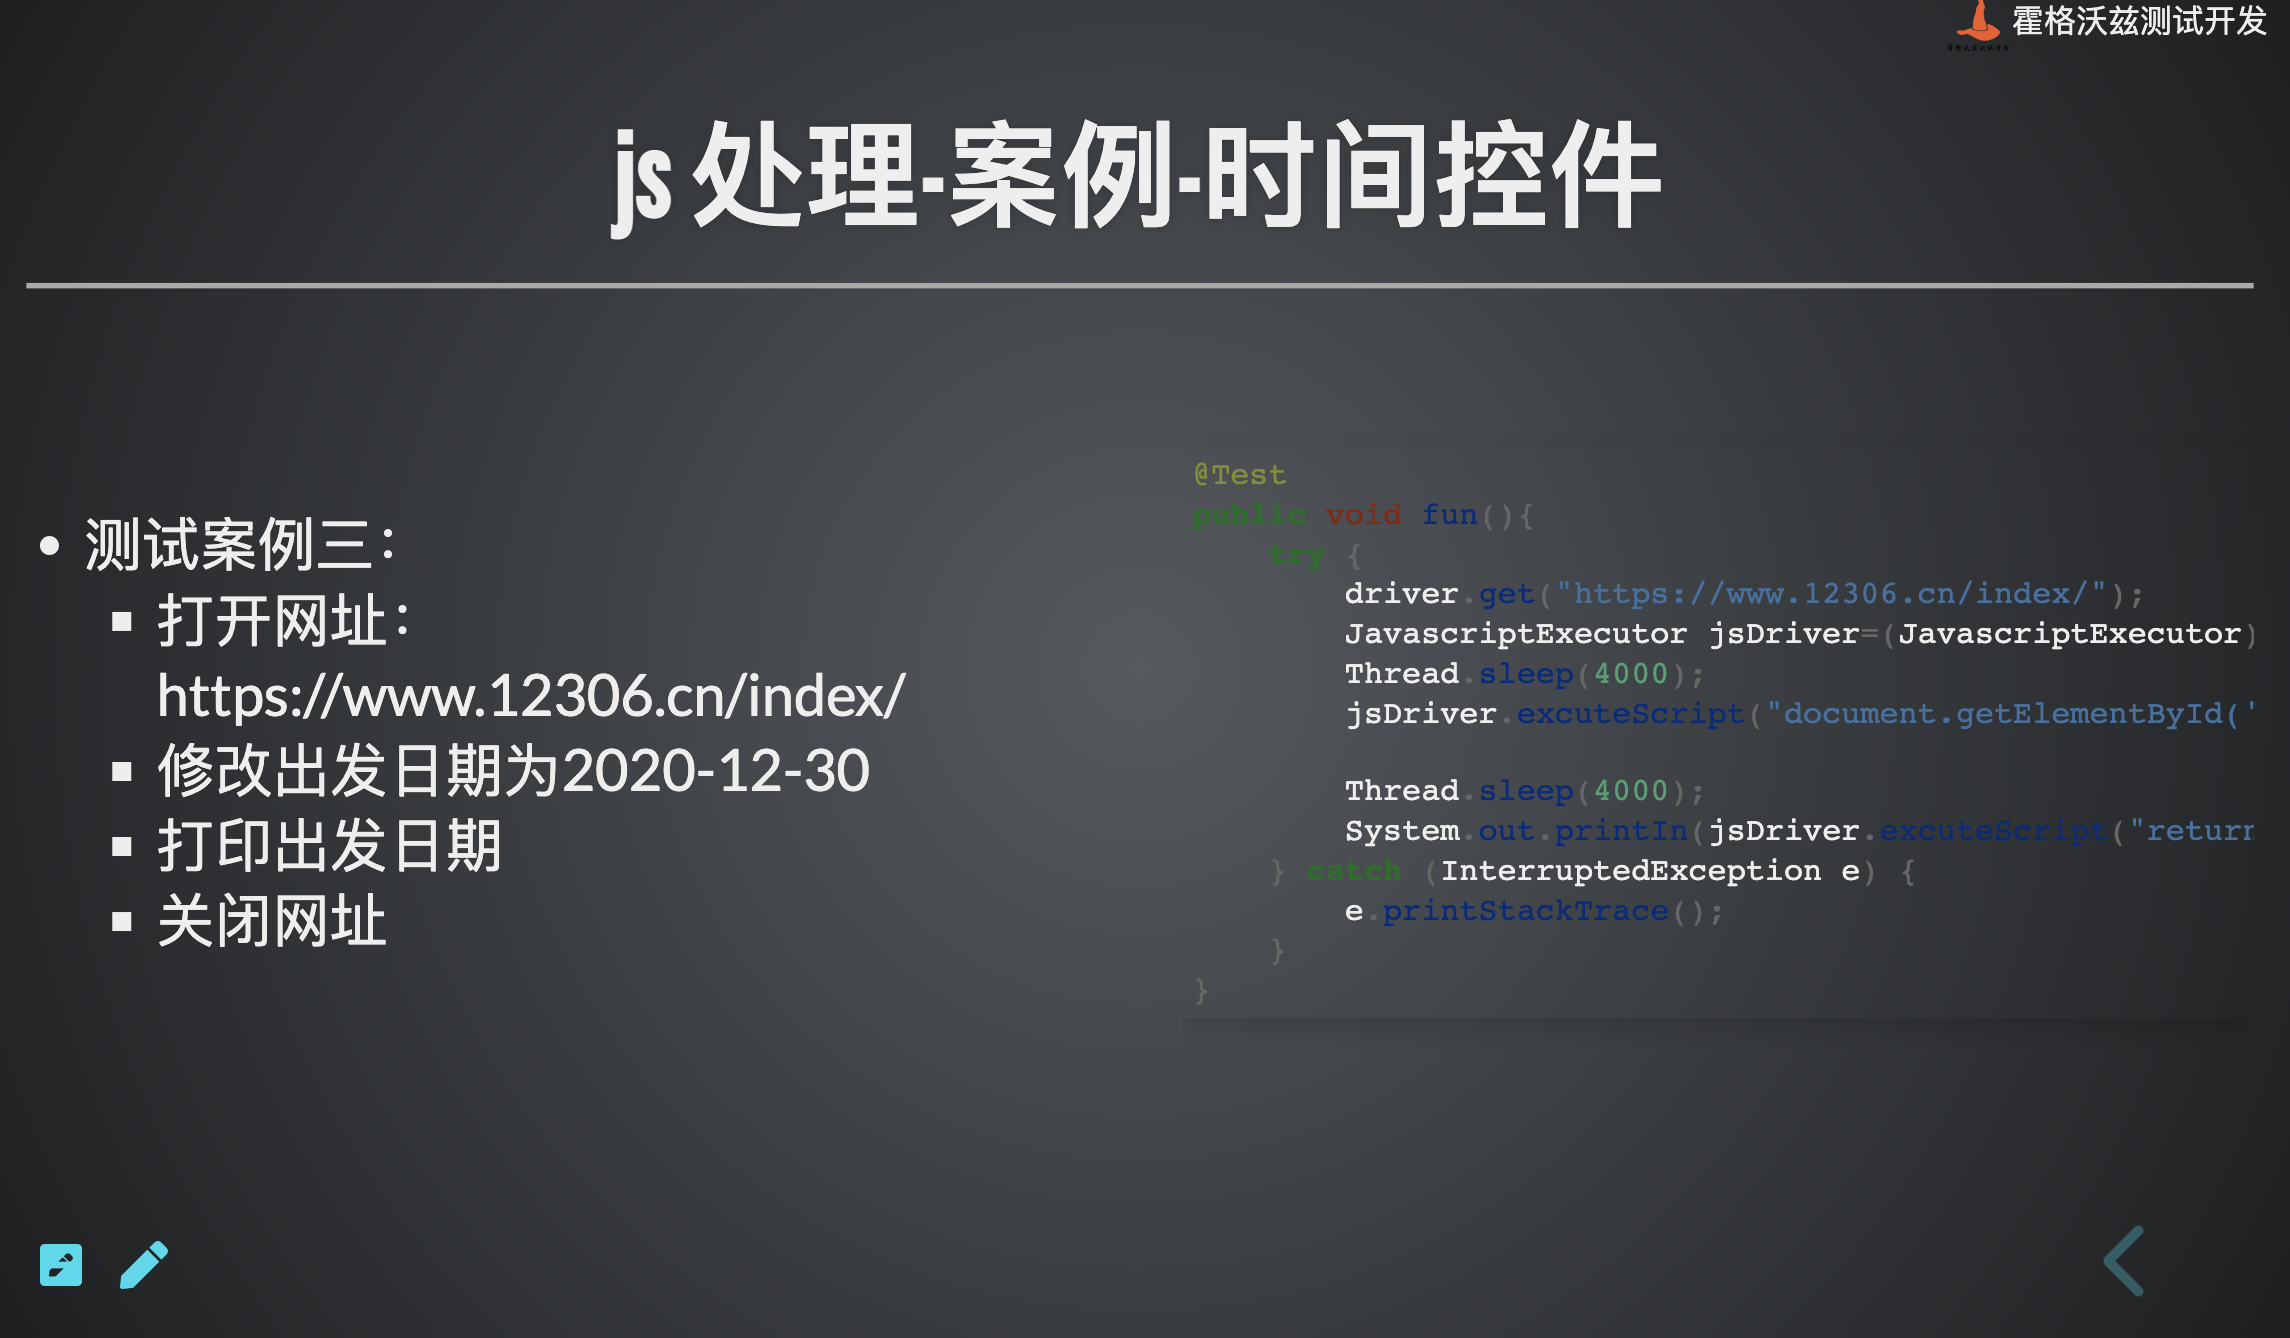 霍格沃兹测试开发
js 处理-案例-时间控件
测试案例三：
打开网址：
https://www.12306.cn/index/
修改出发日期为2020-12-30
打印出发日期
关闭网址
@Test
public void fun(){
try {
driver.get("https://www.12306.cn/index/");
JavascriptExecutor jsDriver=(JavascriptExecutor)
Thread.sleep(4000);
jsDriver.excuteScript("document.getElementById('
Thread.sleep(4000);
System.out.printIn(jsDriver.excuteScript("return
} catch (InterruptedException e) {
e.printStackTrace();
}
}